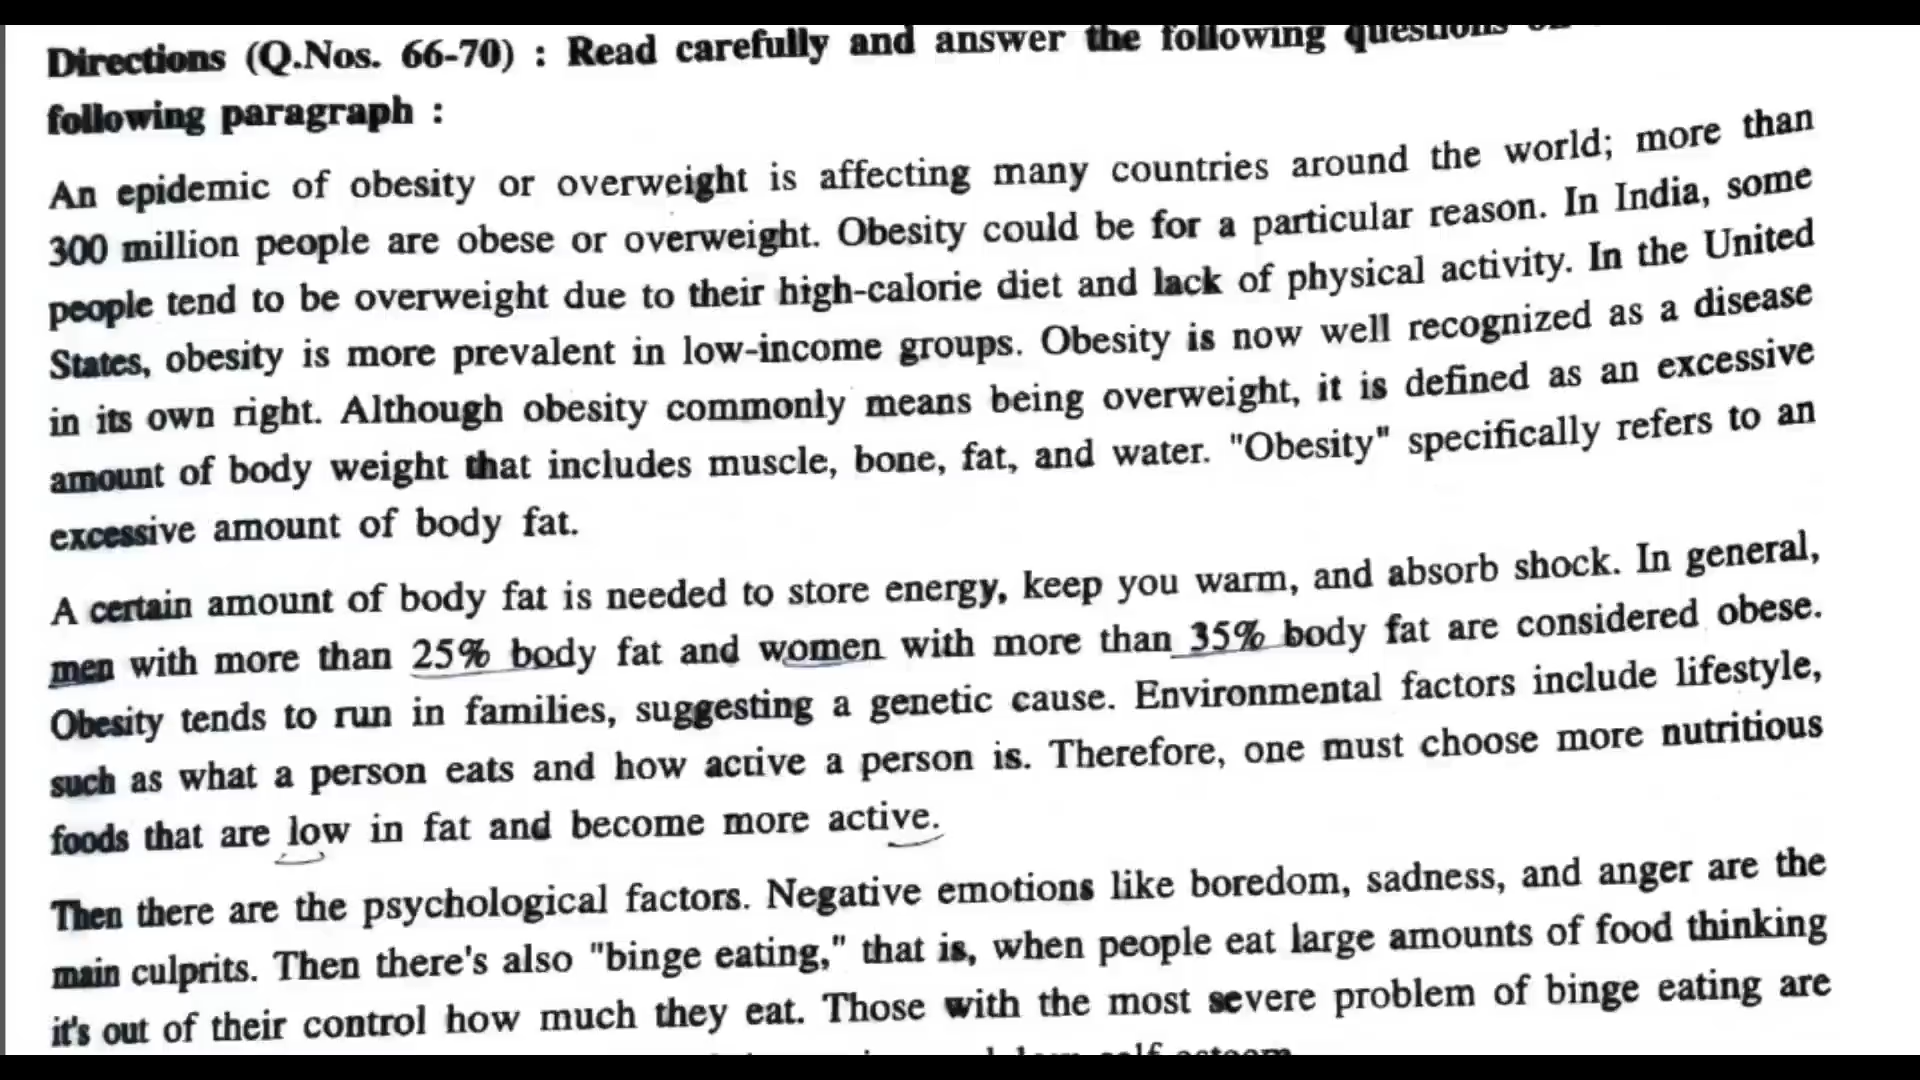 Directions (Q.Nos. 66-70) : Read carefully and answer the following questions
following paragraph :
An epidemic of obesity or overweight is affecting many countries around the world; more than
300 million people are obese or overweight. Obesity could be for a particular reason. In India, some
people tend to be overweight due to their high-calorie diet and lack of physical activity. In the United
States, obesity is more prevalent in low-income groups. Obesity is now well recognized as a disease
in its own right. Although obesity commonly means being overweight, it is defined as an excessive
amount of body weight that includes muscle, bone, fat, and water. "Obesity" specifically refers to an
excessive amount of body fat.
A certain amount of body fat is needed to store energy, keep you warm, and absorb shock. In general,
men with more than 25% body fat and women with more than 35% body fat are considered obese.
Obesity tends to run in families, suggesting a genetic cause. Environmental factors include lifestyle,
such as what a person eats and how active a person is. Therefore, one must choose more nutritious
foods that are low in fat and become more active.
Then there are the psychological factors. Negative emotions like boredom, sadness, and anger are the
main culprits. Then there's also "binge eating," that is, when people eat large amounts of food thinking
it's out of their control how much they eat. Those with the most severe problem of binge eating are